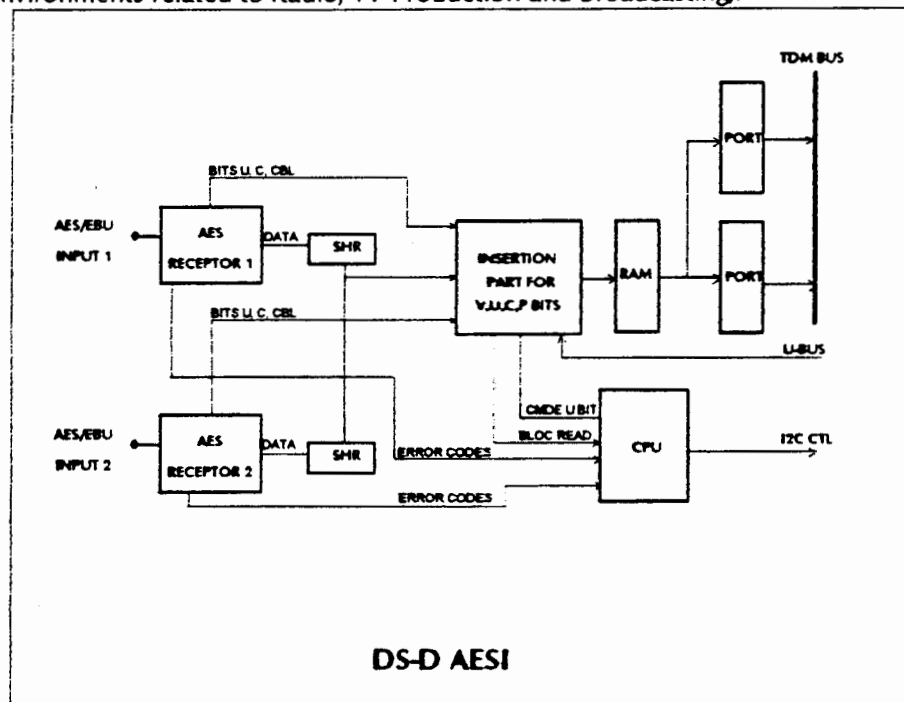 nvironments related to Radio, TV Production and Broadcasting.
TDM BUS
PORT
BITS U, C, CBL
AES/EBU
INPUT 1
AES
RECEPTOR 1
DATA
SHR
INSERTION
PART FOR
V,U,C,P BITS
RAM
PORT
BITS U, C, CBL
U-BUS
CMDE U BIT
BLOC READ
CPU
I2C CTL
AES/EBU
INPUT 2
AES
RECEPTOR 2
DATA
SHR
ERROR CODES
ERROR CODES
DS-D AESI